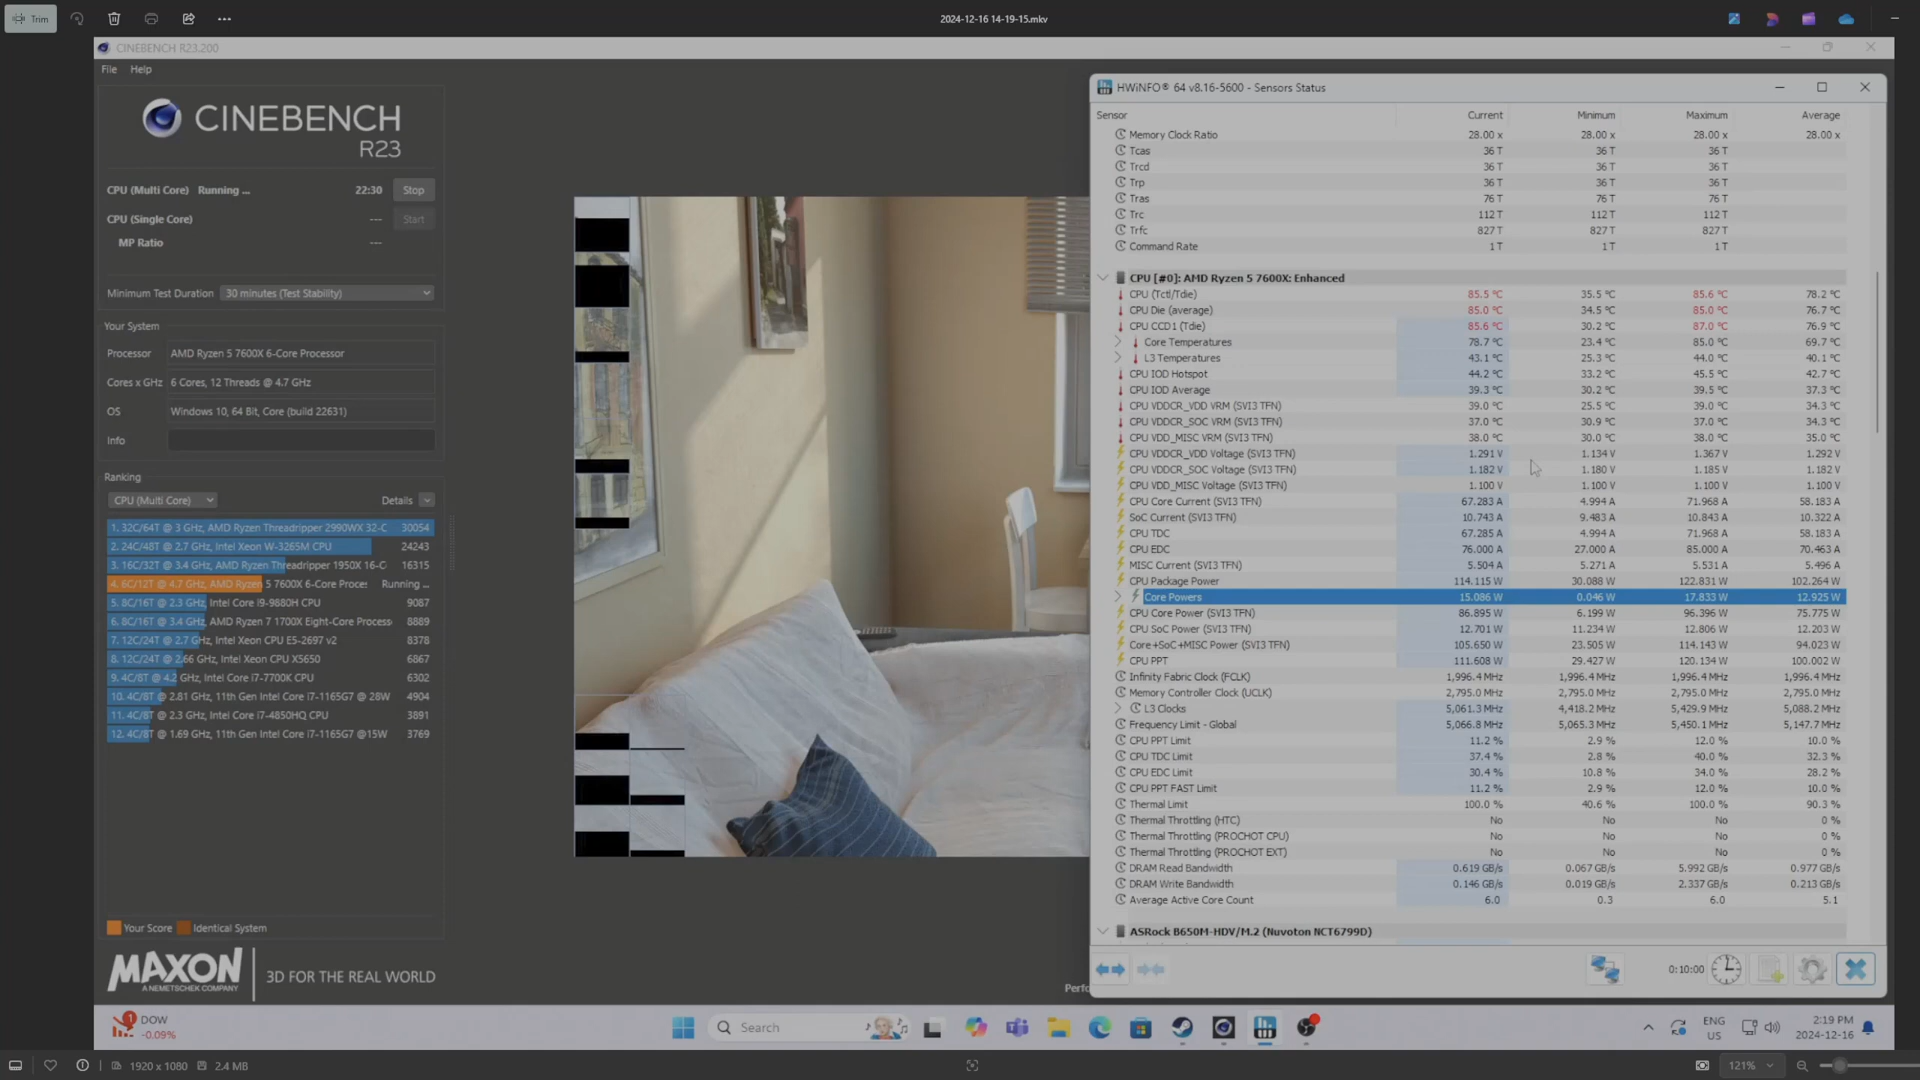 Trim
2024-12-16 14-19-15.mkv
CINEBENCH R23.200
File Help
CINEBENCH
R23
CPU (Multi Core) Running ... 22:30 Stop
CPU (Single Core) --- Start
MP Ratio ---
Minimum Test Duration 30 minutes (Test Stability)
Your System
Processor AMD Ryzen 5 7600X 6-Core Processor
Cores x GHz 6 Cores, 12 Threads @ 4.7 GHz
OS Windows 10, 64 Bit, Core (build 22631)
Info
Ranking
CPU (Multi Core) Details
1. 32C/64T @ 3 GHz, AMD Ryzen Threadripper 2990WX 32-C 30054
2. 24C/48T @ 2.7 GHz, Intel Xeon W-3265M CPU 24243
3. 16C/32T @ 3.4 GHz, AMD Ryzen Threadripper 1950X 16-C 16315
4. 6C/12T @ 4.7 GHz, AMD Ryzen 5 7600X 6-Core Proces Running ...
5. 8C/16T @ 2.3 GHz, Intel Core i9-9880H CPU 9087
6. 8C/16T @ 3.4 GHz, AMD Ryzen 7 1700X Eight-Core Process 8889
7. 12C/24T @ 2.7 GHz, Intel Xeon CPU E5-2697 v2 8378
8. 12C/24T @ 2.66 GHz, Intel Xeon CPU X5650 6867
9. 4C/8T @ 4.2 GHz, Intel Core i7-7700K CPU 6302
10. 4C/8T @ 2.81 GHz, 11th Gen Intel Core i7-1165G7 @ 28W 4904
11. 4C/8T @ 2.3 GHz, Intel Core i7-4850HQ CPU 3891
12. 4C/8T @ 1.69 GHz, 11th Gen Intel Core i7-1165G7 @15W 3769
Your Score Identical System
MAXON
A NEMETSCHEK COMPANY
3D FOR THE REAL WORLD
Perfo
HWiNFO® 64 v8.16-5600 - Sensors Status
Sensor Current Minimum Maximum Average
Memory Clock Ratio 28.00 x 28.00 x 28.00 x 28.00 x
Tcas 36 T 36 T 36 T
Trcd 36 T 36 T 36 T
Trp 36 T 36 T 36 T
Tras 76 T 76 T 76 T
Trc 112 T 112 T 112 T
Trfc 827 T 827 T 827 T
Command Rate 1 T 1 T 1 T
CPU [#0]: AMD Ryzen 5 7600X: Enhanced
CPU (Tctl/Tdie) 85.5 °C 35.5 °C 85.6 °C 78.2 °C
CPU Die (average) 85.0 °C 34.5 °C 85.0 °C 76.7 °C
CPU CCD1 (Tdie) 85.6 °C 30.2 °C 87.0 °C 76.9 °C
Core Temperatures 78.7 °C 23.4 °C 85.0 °C 69.7 °C
L3 Temperatures 43.1 °C 25.3 °C 44.0 °C 40.1 °C
CPU IOD Hotspot 44.2 °C 33.2 °C 45.5 °C 42.7 °C
CPU IOD Average 39.3 °C 30.2 °C 39.5 °C 37.3 °C
CPU VDDCR_VDD VRM (SVI3 TFN) 39.0 °C 25.5 °C 39.0 °C 34.3 °C
CPU VDDCR_SOC VRM (SVI3 TFN) 37.0 °C 30.9 °C 37.0 °C 34.3 °C
CPU VDD_MISC VRM (SVI3 TFN) 38.0 °C 30.0 °C 38.0 °C 35.0 °C
CPU VDDCR_VDD Voltage (SVI3 TFN) 1.291 V 1.134 V 1.367 V 1.292 V
CPU VDDCR_SOC Voltage (SVI3 TFN) 1.182 V 1.180 V 1.185 V 1.182 V
CPU VDD_MISC Voltage (SVI3 TFN) 1.100 V 1.100 V 1.100 V 1.100 V
CPU Core Current (SVI3 TFN) 67.283 A 4.994 A 71.968 A 58.183 A
SoC Current (SVI3 TFN) 10.743 A 9.483 A 10.843 A 10.322 A
CPU TDC 67.285 A 4.994 A 71.968 A 58.183 A
CPU EDC 76.000 A 27.000 A 85.000 A 70.463 A
MISC Current (SVI3 TFN) 5.504 A 5.271 A 5.531 A 5.496 A
CPU Package Power 114.115 W 30.088 W 122.831 W 102.264 W
Core Powers 15.086 W 0.046 W 17.833 W 12.925 W
CPU Core Power (SVI3 TFN) 86.895 W 6.199 W 96.396 W 75.775 W
CPU SoC Power (SVI3 TFN) 12.701 W 11.234 W 12.806 W 12.203 W
Core+SoC+MISC Power (SVI3 TFN) 105.650 W 23.505 W 114.143 W 94.023 W
CPU PPT 111.608 W 29.427 W 120.134 W 100.002 W
Infinity Fabric Clock (FCLK) 1,996.4 MHz 1,996.4 MHz 1,996.4 MHz 1,996.4 MHz
Memory Controller Clock (UCLK) 2,795.0 MHz 2,795.0 MHz 2,795.0 MHz 2,795.0 MHz
L3 Clocks 5,061.3 MHz 4,418.2 MHz 5,429.9 MHz 5,088.2 MHz
Frequency Limit - Global 5,066.8 MHz 5,065.3 MHz 5,450.1 MHz 5,147.7 MHz
CPU PPT Limit 11.2 % 2.9 % 12.0 % 10.0 %
CPU TDC Limit 37.4 % 2.8 % 40.0 % 32.3 %
CPU EDC Limit 30.4 % 10.8 % 34.0 % 28.2 %
CPU PPT FAST Limit 11.2 % 2.9 % 12.0 % 10.0 %
Thermal Limit 100.0 % 40.6 % 100.0 % 90.3 %
Thermal Throttling (HTC) No No No 0 %
Thermal Throttling (PROCHOT CPU) No No No 0 %
Thermal Throttling (PROCHOT EXT) No No No 0 %
DRAM Read Bandwidth 0.619 GB/s 0.067 GB/s 5.992 GB/s 0.977 GB/s
DRAM Write Bandwidth 0.146 GB/s 0.019 GB/s 2.337 GB/s 0.213 GB/s
Average Active Core Count 6.0 0.3 6.0 5.1
ASRock B650M-HDV/M.2 (Nuvoton NCT6799D)
0:10:00
1 DOW
-0.09%
Search
ENG
US
2:19 PM
2024-12-16
1920 x 1080 2.4 MB
121%